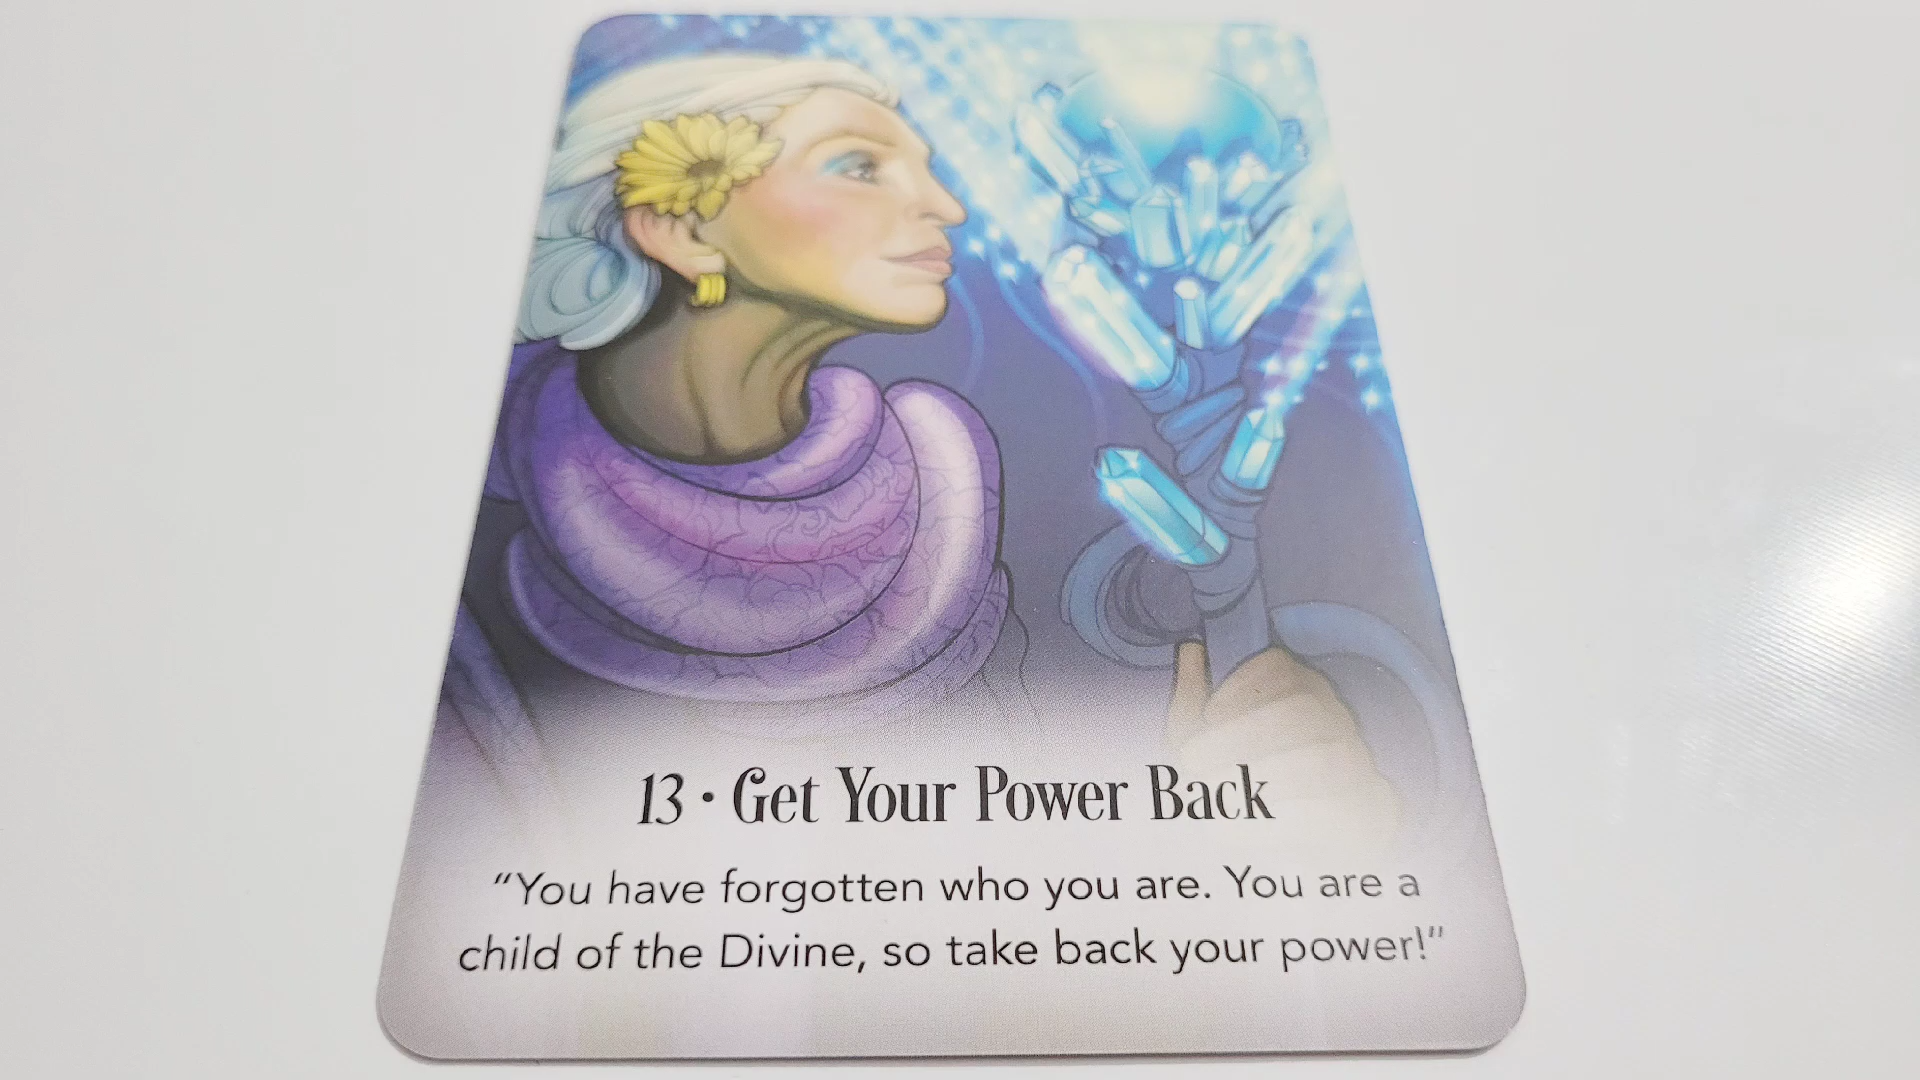 13 · Get Your Power Back
“You have forgotten who you are. You are a
child of the Divine, so take back your power!”